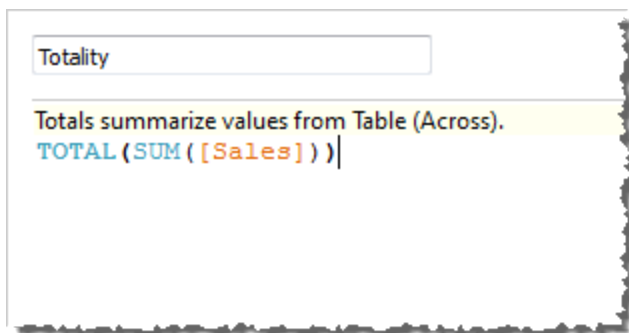 Totality
Totals summarize values from Table (Across).
TOTAL(SUM([Sales]))